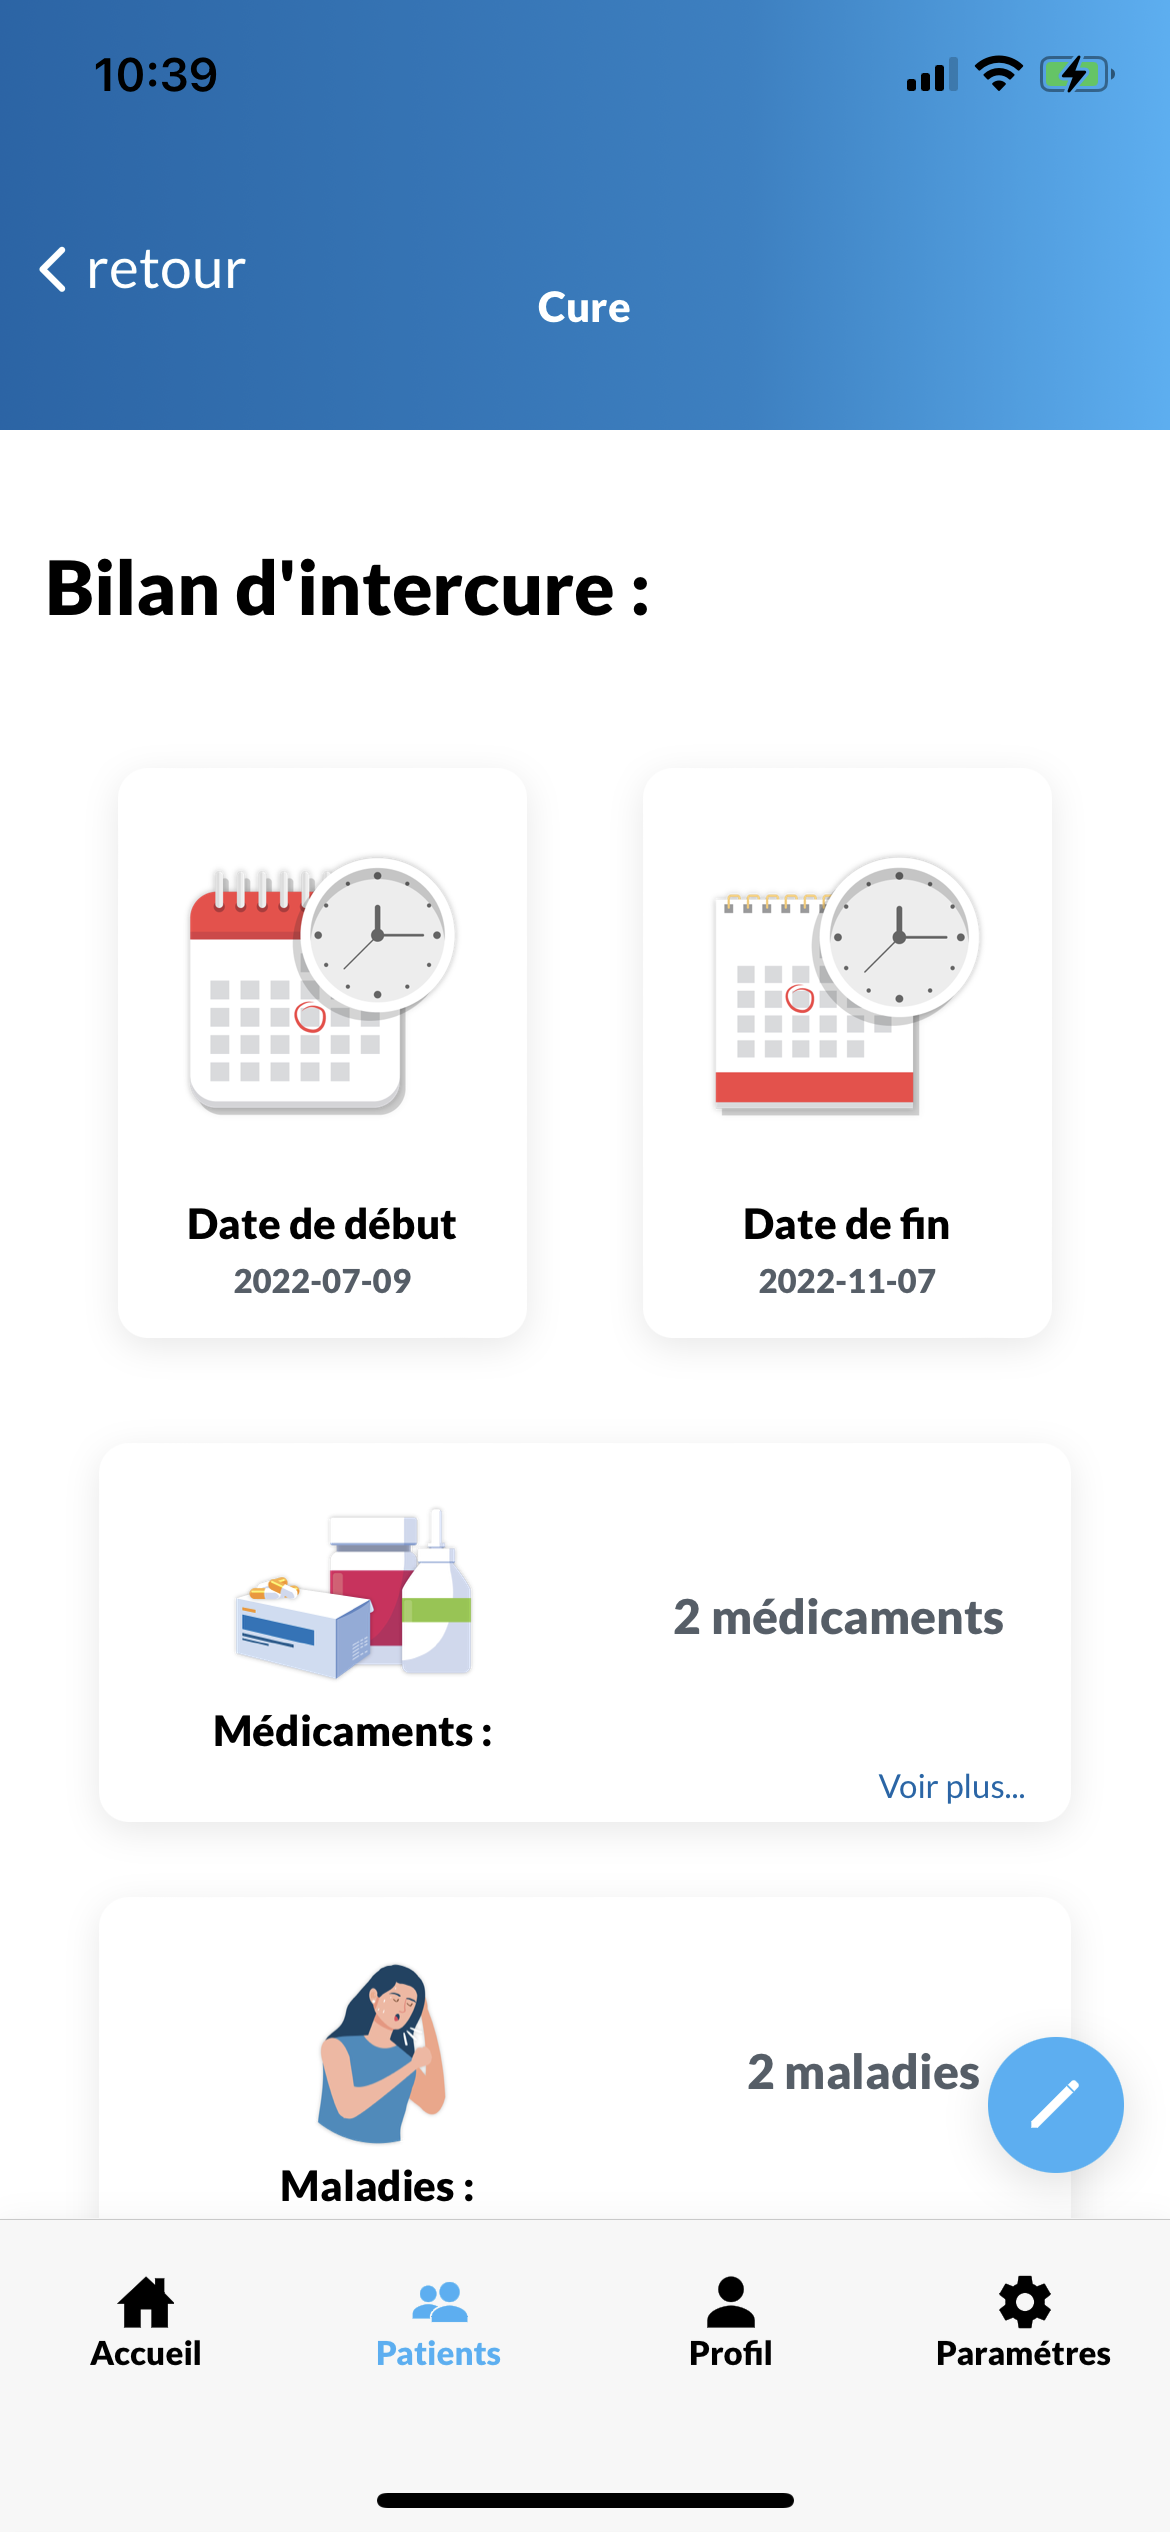 10:39
retour
Cure
Bilan d'intercure :
Date de début
2022-07-09
Date de fin
2022-11-07
2 médicaments
Médicaments :
Voir plus...
2 maladies
Maladies :
Accueil
Patients
Profil
Paramétres